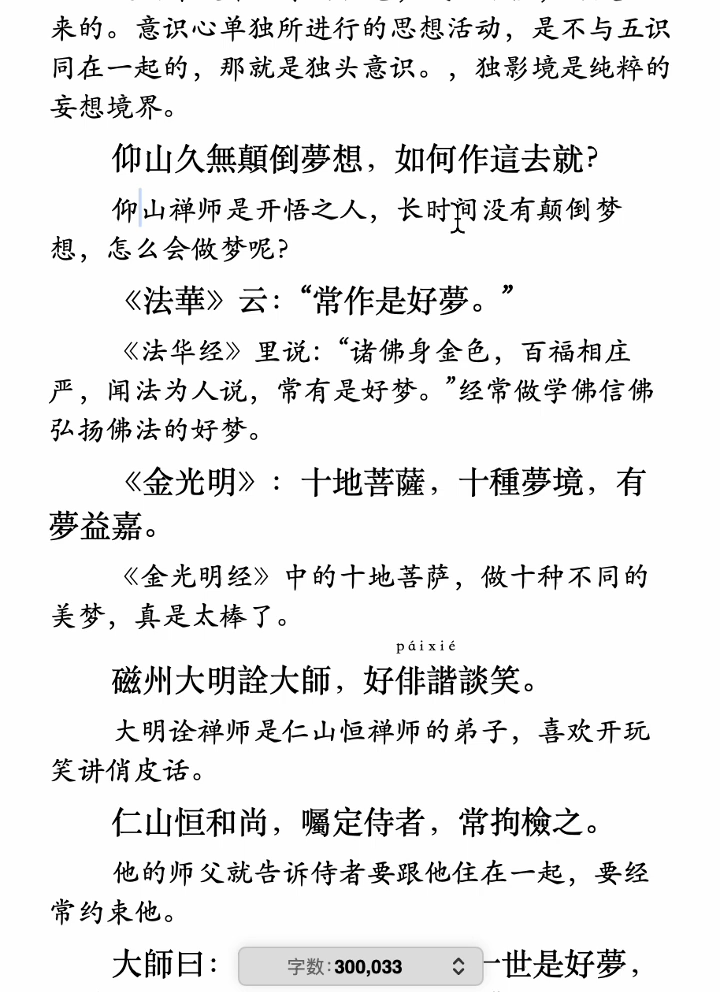 来的。意识心单独所进行的思想活动，是不与五识
同在一起的，那就是独头意识。，独影境是纯粹的
妄想境界。
仰山久無顛倒夢想，如何作這去就？
仰山禅师是开悟之人，长时间没有颠倒梦
想，怎么会做梦呢？
《法華》云：“常作是好夢。”
《法华经》里说：“诸佛身金色，百福相庄
严，闻法为人说，常有是好梦。”经常做学佛信佛
弘扬佛法的好梦。
《金光明》：十地菩薩，十種夢境，有
夢益嘉。
《金光明经》中的十地菩萨，做十种不同的
美梦，真是太棒了。
páixié
磁州大明詮大師，好俳諧談笑。
大明诠禅师是仁山恒禅师的弟子，喜欢开玩
笑讲俏皮话。
仁山恒和尚，囑定侍者，常拘檢之。
他的师父就告诉侍者要跟他住在一起，要经
常约束他。
大師曰：
一世是好夢，
字数：300,033